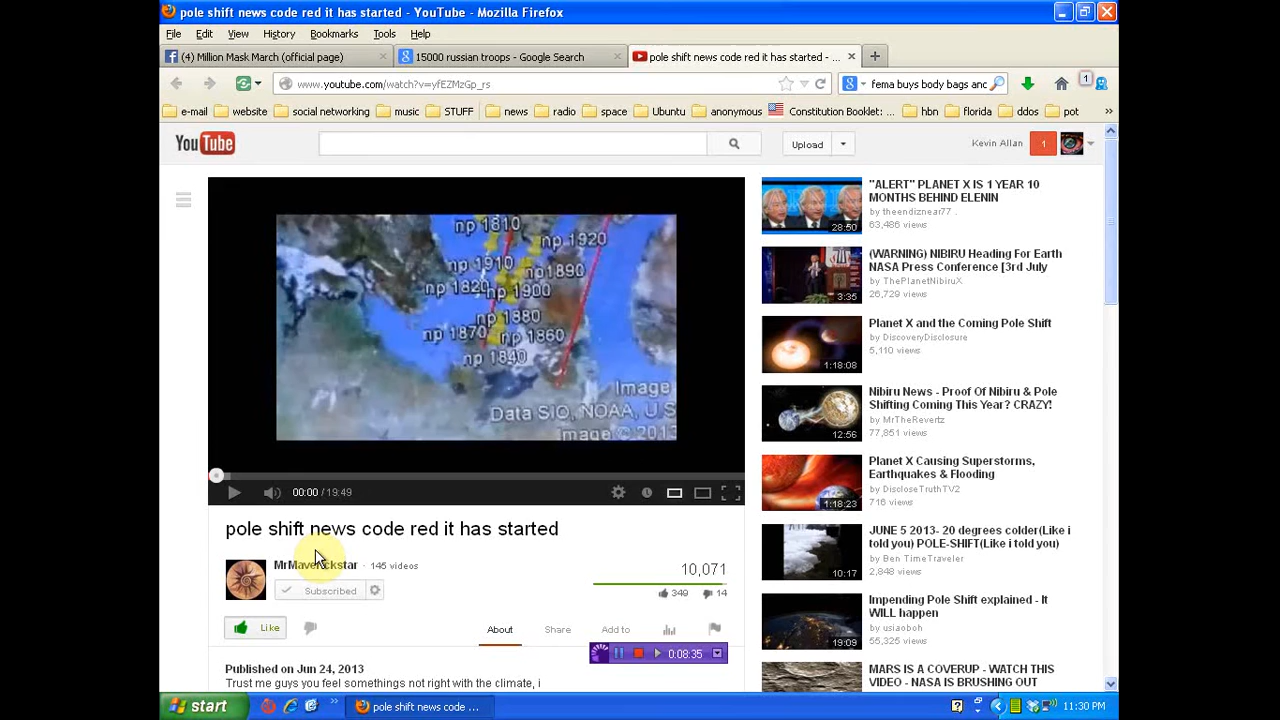 pole shift news code red it has started - YouTube - Mozilla Firefox
File Edit View History Bookmarks Tools Help
(4) Million Mask March (official page) 15000 russian troops - Google Search pole shift news code red it has started - ...
www.youtube.com/watch?v=yfEZMzGp_rs fema buys body bags anc 1
e-mail website social networking music STUFF news radio space Ubuntu anonymous Constitution Booklet: ... hbn florida ddos pot »
YouTube Upload Kevin Allan 1
np 1810
np 1920
np 1910 np 1890
np 1820 np 1900
np 1880
np 1870 np 1860
np 1840
Image
Data SIO, NOAA, U.S
Image © 2013
00:00 / 19:49
pole shift news code red it has started
MrMaverickstar · 145 videos
Subscribed
10,071
349 14
Like
About Share Add to
0:08:35
Published on Jun 24, 2013
Trust me guys you feel somethings not right with the climate, i
"ALERT" PLANET X IS 1 YEAR 10
MONTHS BEHIND ELENIN
by theendiznear77 .
63,486 views
28:50
(WARNING) NIBIRU Heading For Earth
NASA Press Conference [3rd July
by ThePlanetNibiruX
26,729 views
3:35
Planet X and the Coming Pole Shift
by DiscoveryDisclosure
5,110 views
1:18:08
Nibiru News - Proof Of Nibiru & Pole
Shifting Coming This Year? CRAZY!
by MrTheRevertz
77,851 views
12:56
Planet X Causing Superstorms,
Earthquakes & Flooding
by DiscloseTruthTV2
716 views
1:18:23
JUNE 5 2013- 20 degrees colder(Like i
told you) POLE-SHIFT(Like i told you)
by Ben TimeTraveler
2,848 views
10:17
Impending Pole Shift explained - It
WILL happen
by usiaoboh
55,325 views
19:09
MARS IS A COVERUP - WATCH THIS
VIDEO - NASA IS BRUSHING OUT
start pole shift news code ... 11:30 PM